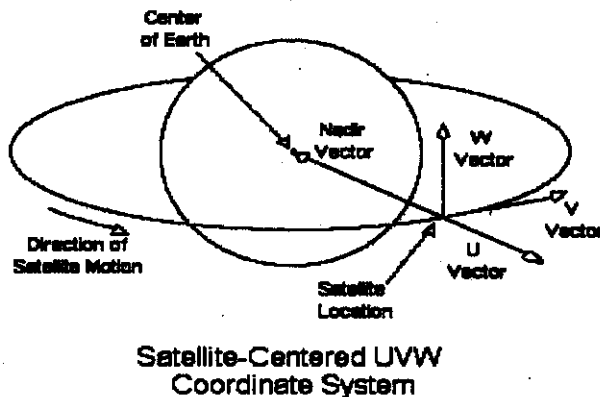 Center
of Earth
Nadir
Vector
W
Vector
V
Vector
U
Vector
Direction of
Satellite Motion
Satellite
Location
Satellite-Centered UVW
Coordinate System